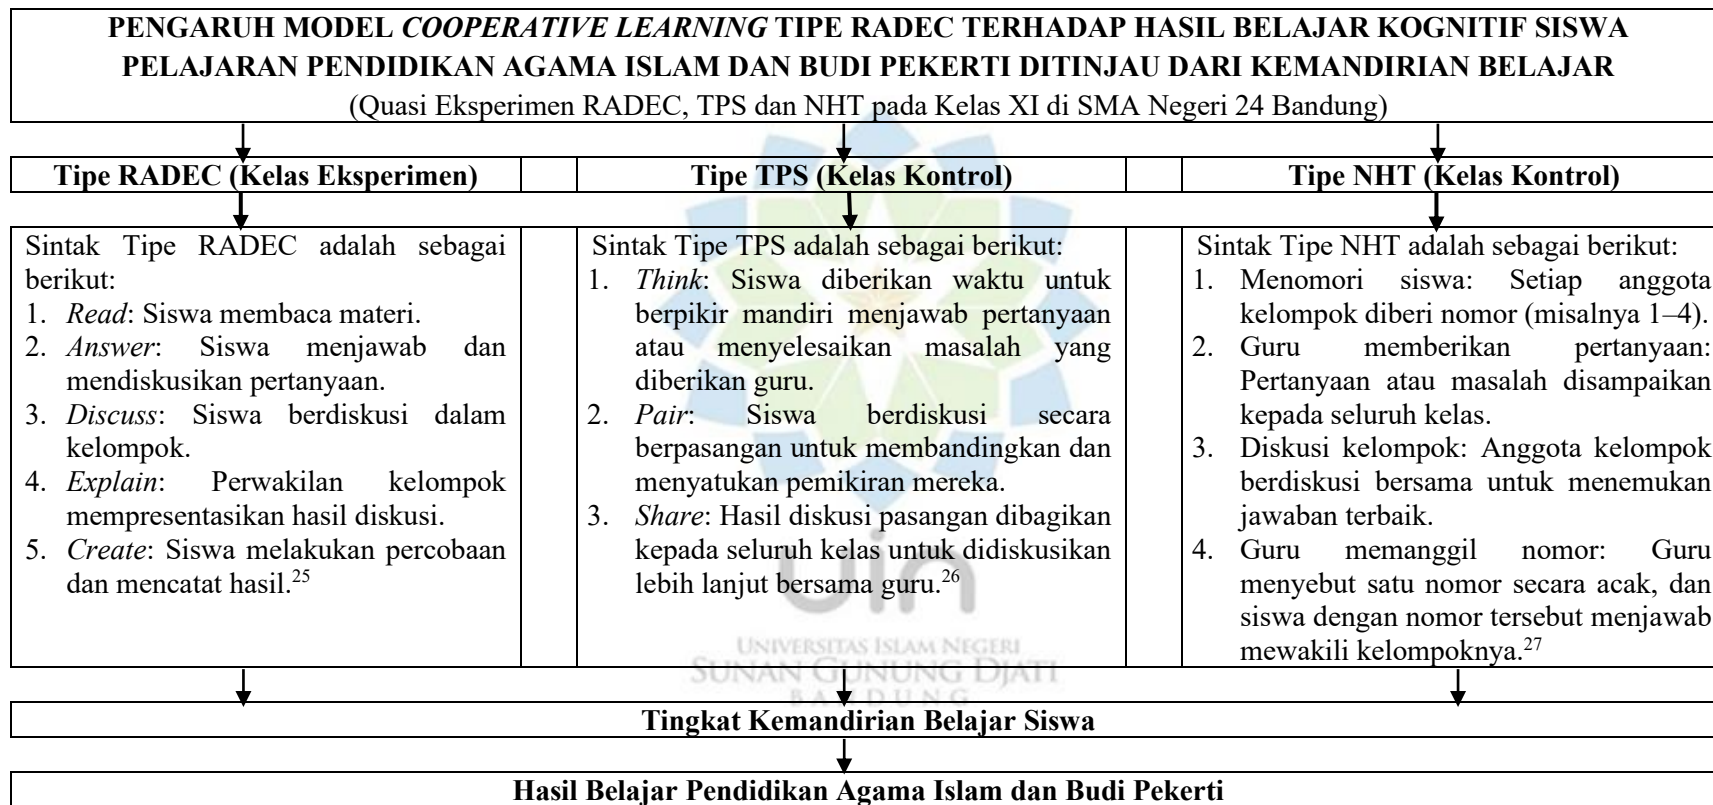 PENGARUH MODEL COOPERATIVE LEARNING TIPE RADEC TERHADAP HASIL BELAJAR KOGNITIF SISWA
PELAJARAN PENDIDIKAN AGAMA ISLAM DAN BUDI PEKERTI DITINJAU DARI KEMANDIRIAN BELAJAR
(Quasi Eksperimen RADEC, TPS dan NHT pada Kelas XI di SMA Negeri 24 Bandung)
Tipe RADEC (Kelas Eksperimen)
Tipe TPS (Kelas Kontrol)
Tipe NHT (Kelas Kontrol)
Sintak Tipe RADEC adalah sebagai
berikut:
1. Read: Siswa membaca materi.
2. Answer: Siswa menjawab dan
mendiskusikan pertanyaan.
3. Discuss: Siswa berdiskusi dalam
kelompok.
4. Explain: Perwakilan kelompok
mempresentasikan hasil diskusi.
5. Create: Siswa melakukan percobaan
dan mencatat hasil.25
Sintak Tipe TPS adalah sebagai berikut:
1. Think: Siswa diberikan waktu untuk
berpikir mandiri menjawab pertanyaan
atau menyelesaikan masalah yang
diberikan guru.
2. Pair: Siswa berdiskusi secara
berpasangan untuk membandingkan dan
menyatukan pemikiran mereka.
3. Share: Hasil diskusi pasangan dibagikan
kepada seluruh kelas untuk didiskusikan
lebih lanjut bersama guru.26
Sintak Tipe NHT adalah sebagai berikut:
1. Menomori siswa: Setiap anggota
kelompok diberi nomor (misalnya 1–4).
2. Guru memberikan pertanyaan:
Pertanyaan atau masalah disampaikan
kepada seluruh kelas.
3. Diskusi kelompok: Anggota kelompok
berdiskusi bersama untuk menemukan
jawaban terbaik.
4. Guru memanggil nomor: Guru
menyebut satu nomor secara acak, dan
siswa dengan nomor tersebut menjawab
mewakili kelompoknya.27
uin
UNIVERSITAS ISLAM NEGERI
SUNAN GUNUNG DJATI
BANDUNG
Tingkat Kemandirian Belajar Siswa
Hasil Belajar Pendidikan Agama Islam dan Budi Pekerti